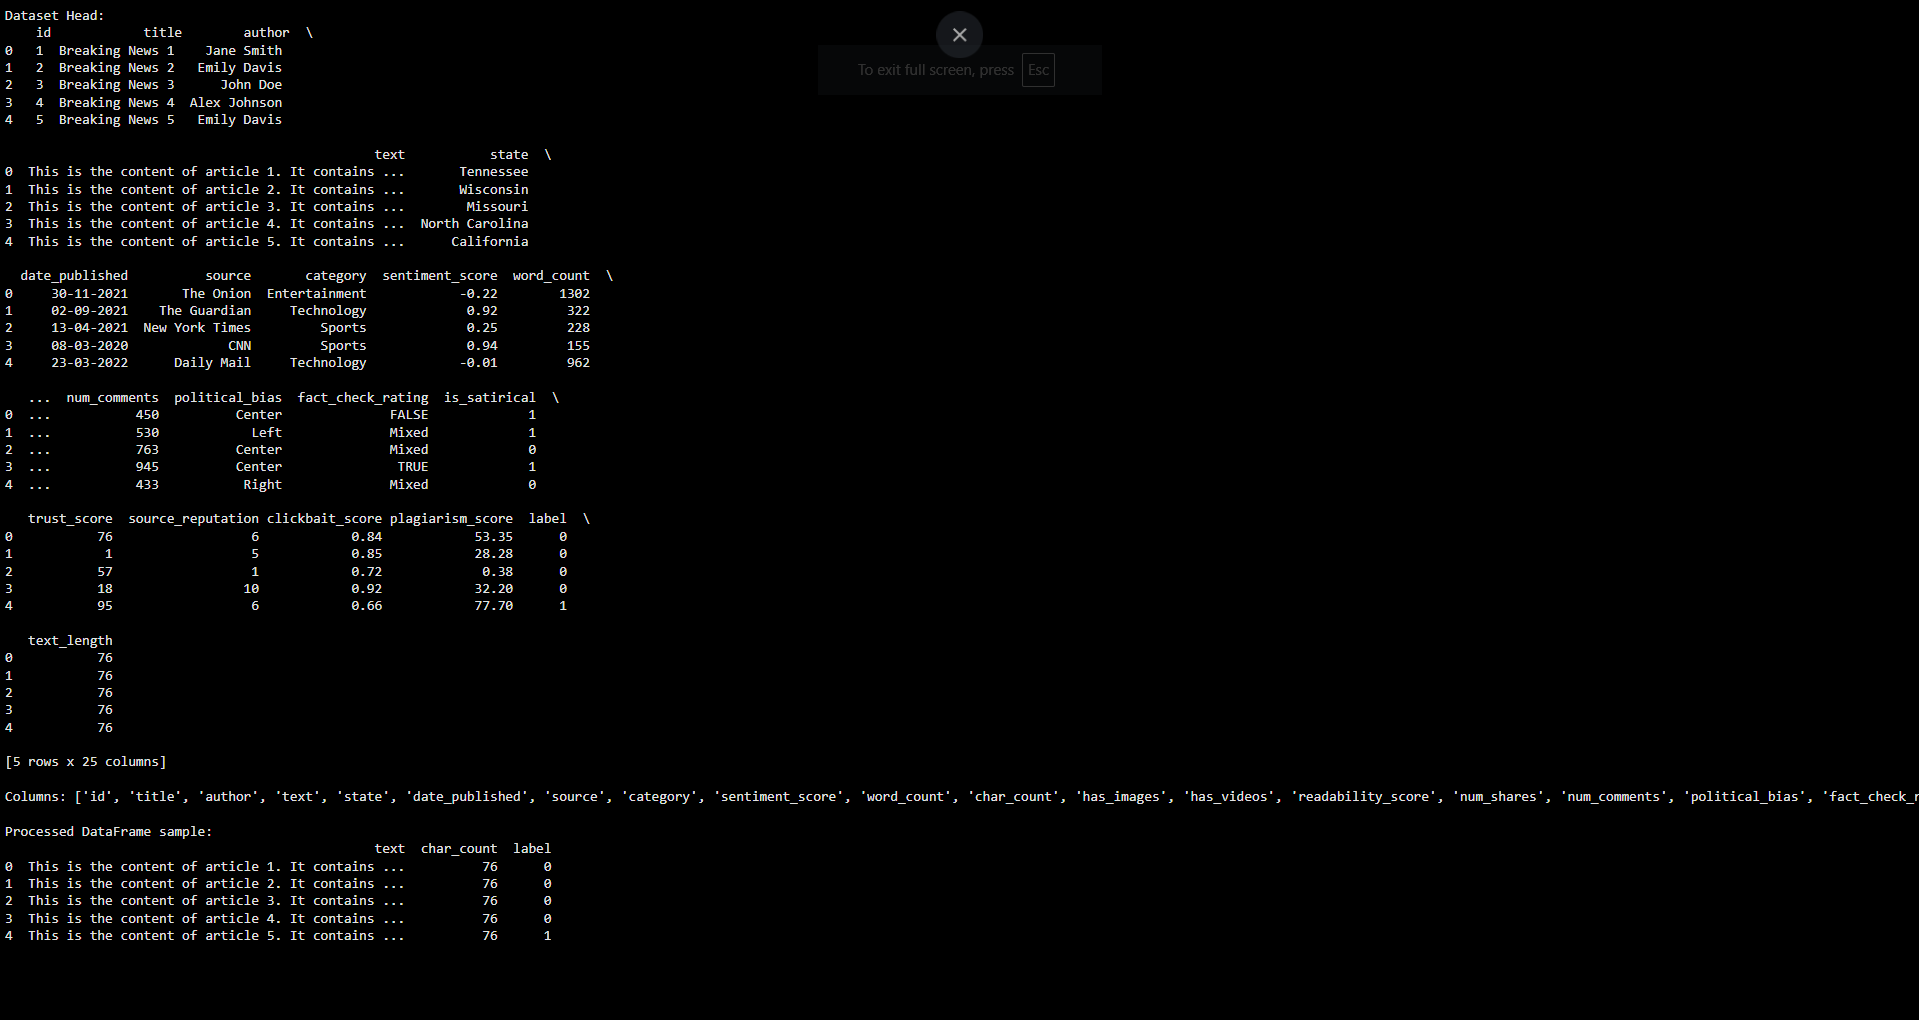 Dataset Head:
id title author \
0 1 Breaking News 1 Jane Smith
1 2 Breaking News 2 Emily Davis
2 3 Breaking News 3 John Doe
3 4 Breaking News 4 Alex Johnson
4 5 Breaking News 5 Emily Davis
To exit full screen, press Esc
text state \
0 This is the content of article 1. It contains ... Tennessee
1 This is the content of article 2. It contains ... Wisconsin
2 This is the content of article 3. It contains ... Missouri
3 This is the content of article 4. It contains ... North Carolina
4 This is the content of article 5. It contains ... California
date_published source category sentiment_score word_count \
0 30-11-2021 The Onion Entertainment -0.22 1302
1 02-09-2021 The Guardian Technology 0.92 322
2 13-04-2021 New York Times Sports 0.25 228
3 08-03-2020 CNN Sports 0.94 155
4 23-03-2022 Daily Mail Technology -0.01 962
... num_comments political_bias fact_check_rating is_satirical \
0 ... 450 Center FALSE 1
1 ... 530 Left Mixed 1
2 ... 763 Center Mixed 0
3 ... 945 Center TRUE 1
4 ... 433 Right Mixed 0
trust_score source_reputation clickbait_score plagiarism_score label \
0 76 6 0.84 53.35 0
1 1 5 0.85 28.28 0
2 57 1 0.72 0.38 0
3 18 10 0.92 32.20 0
4 95 6 0.66 77.70 1
text_length
0 76
1 76
2 76
3 76
4 76
[5 rows x 25 columns]
Columns: ['id', 'title', 'author', 'text', 'state', 'date_published', 'source', 'category', 'sentiment_score', 'word_count', 'char_count', 'has_images', 'has_videos', 'readability_score', 'num_shares', 'num_comments', 'political_bias', 'fact_check_r
Processed DataFrame sample:
text char_count label
0 This is the content of article 1. It contains ... 76 0
1 This is the content of article 2. It contains ... 76 0
2 This is the content of article 3. It contains ... 76 0
3 This is the content of article 4. It contains ... 76 0
4 This is the content of article 5. It contains ... 76 1